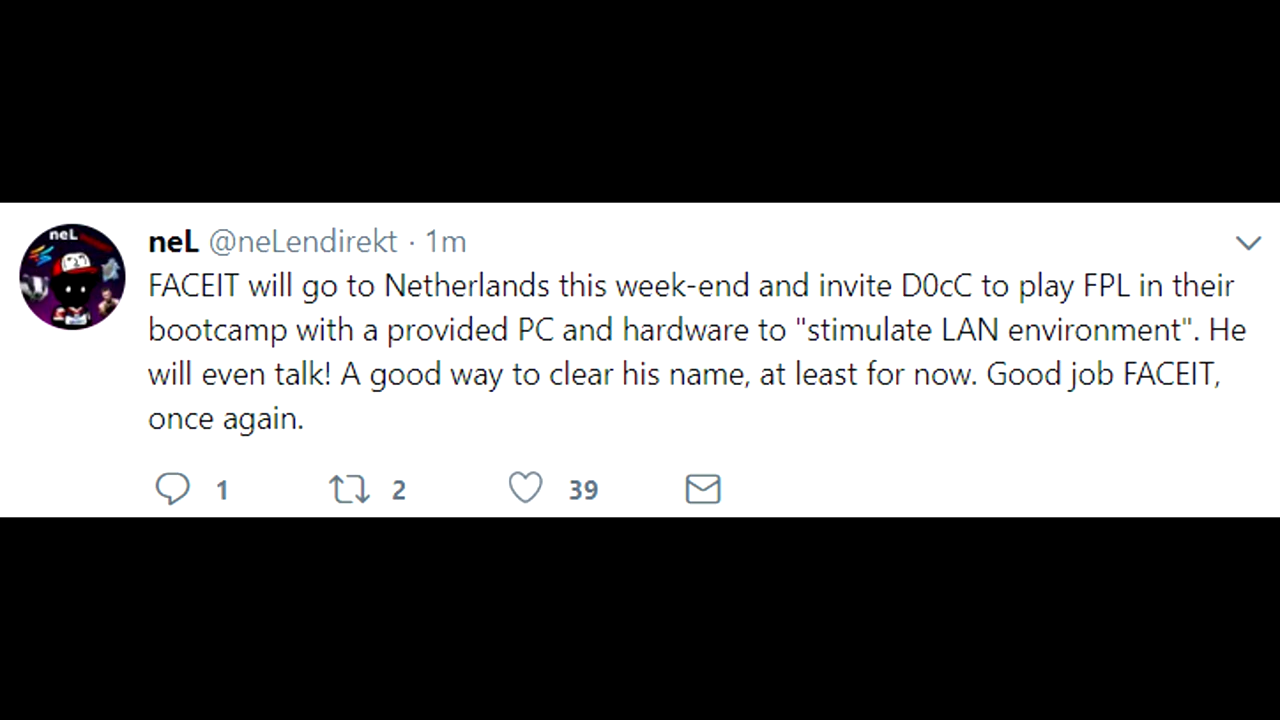 neL
neL @neLendirekt · 1m
FACEIT will go to Netherlands this week-end and invite D0cC to play FPL in their
bootcamp with a provided PC and hardware to "stimulate LAN environment". He
will even talk! A good way to clear his name, at least for now. Good job FACEIT,
once again.
1 2 39